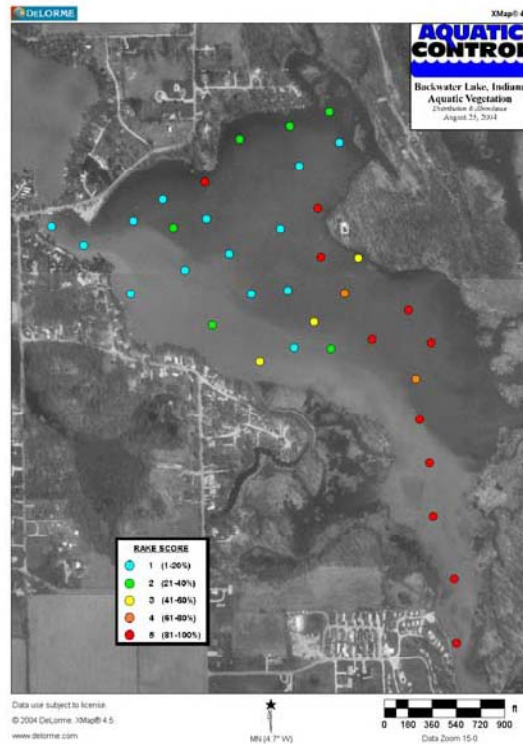 DELORME
XMap® 4
AQUATIC
CONTROL
Backwater Lake, Indian
Aquatic Vegetation
Distribution & Abundance
August 25, 2004
RAKE SCORE
1 (1-20%)
2 (21-40%)
3 (41-60%)
4 (61-80%)
5 (81-100%)
Data use subject to license.
© 2004 DeLorme. XMap® 4.5
www.delorme.com
MN (4.7° W)
ft
0 180 360 540 720 900
Data Zoom 15-0